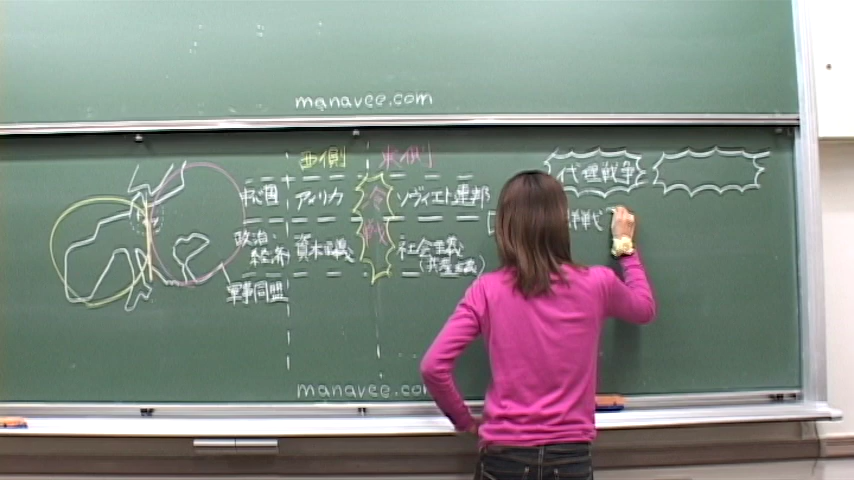 manavee.com
西側 東側
代理戦争
中心国 アメリカ ソヴィエト連邦
冷戦
政治・経済 資本主義 社会主義
(共産主義)
軍事同盟
manavee.co